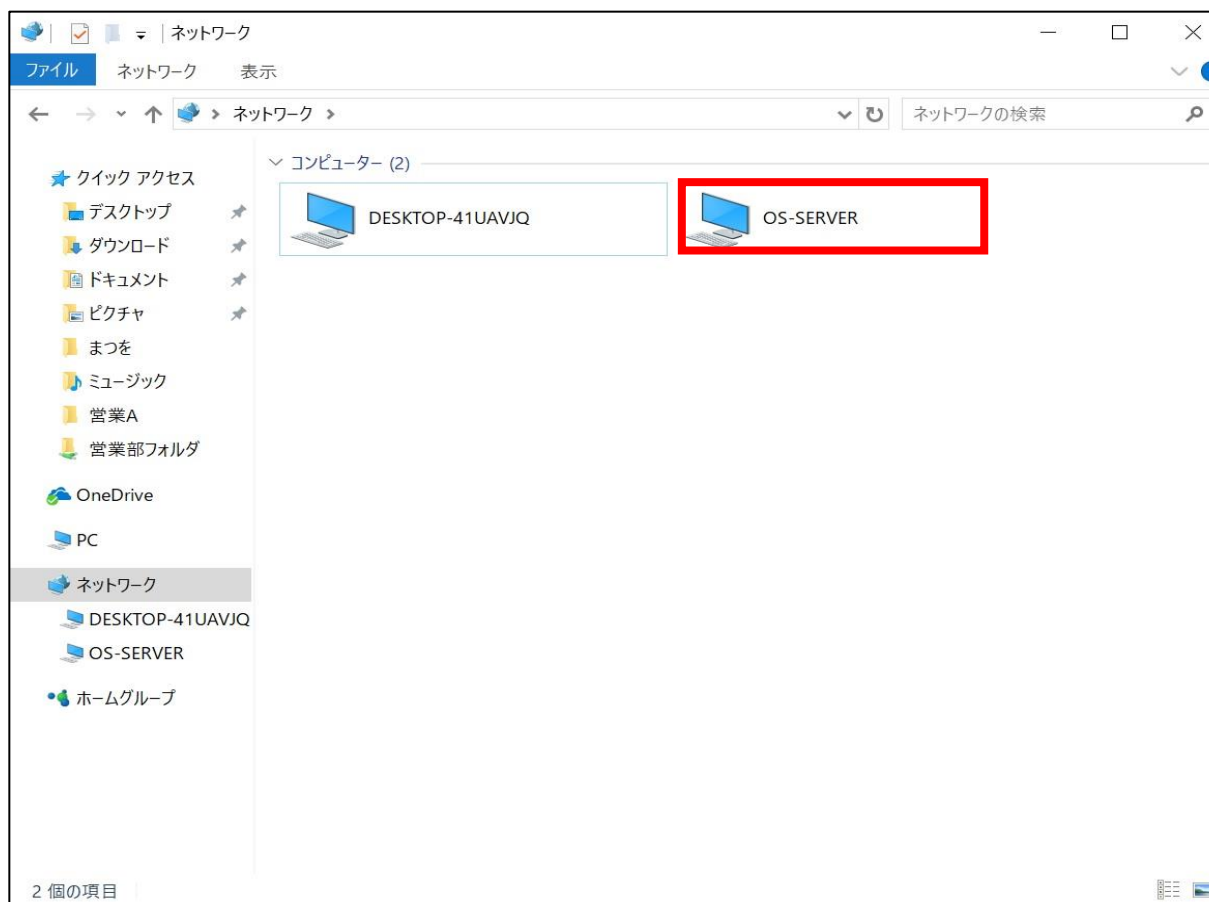 ネットワーク
ファイル ネットワーク 表示
ネットワーク
ネットワークの検索
クイック アクセス
デスクトップ
ダウンロード
ドキュメント
ピクチャ
まつを
ミュージック
営業A
営業部フォルダ
OneDrive
PC
ネットワーク
DESKTOP-41UAVJQ
OS-SERVER
ホームグループ
コンピューター (2)
DESKTOP-41UAVJQ
OS-SERVER
2 個の項目